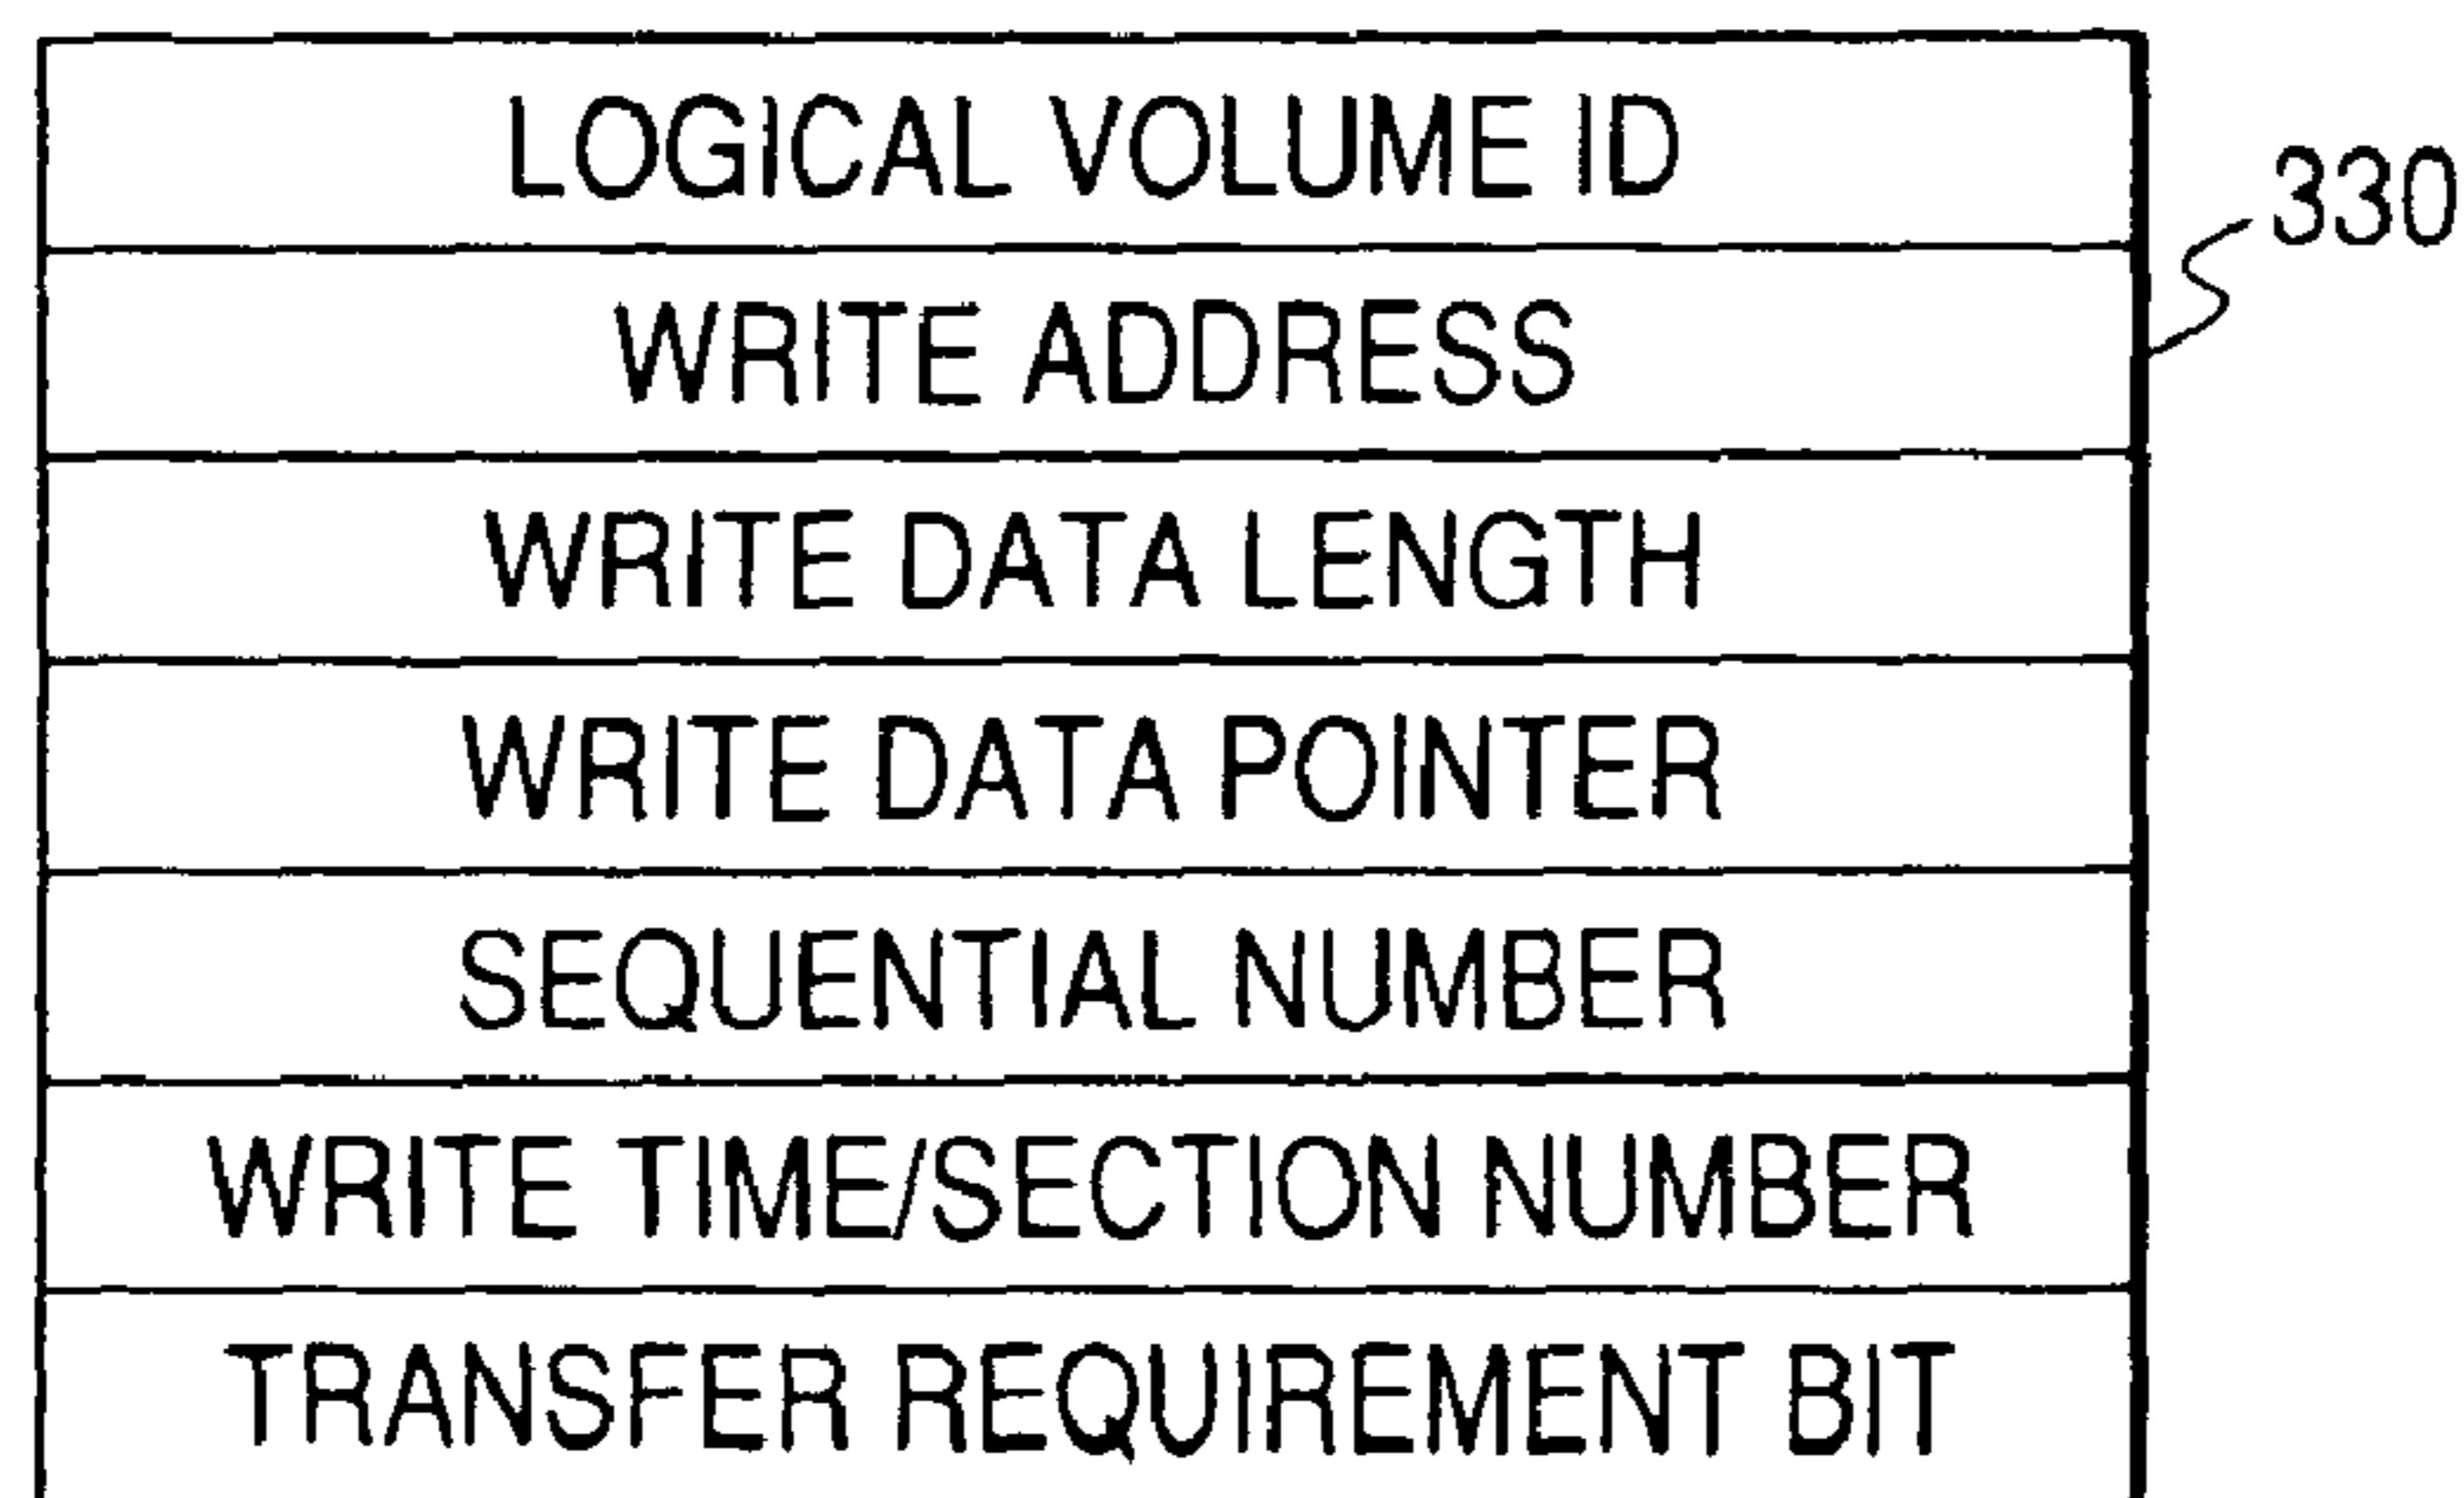 LOGICAL VOLUME ID
330
WRITE ADDRESS
WRITE DATA LENGTH
WRITE DATA POINTER
SEQUENTIAL NUMBER
WRITE TIME/SECTION NUMBER
TRANSFER REQUIREMENT BIT